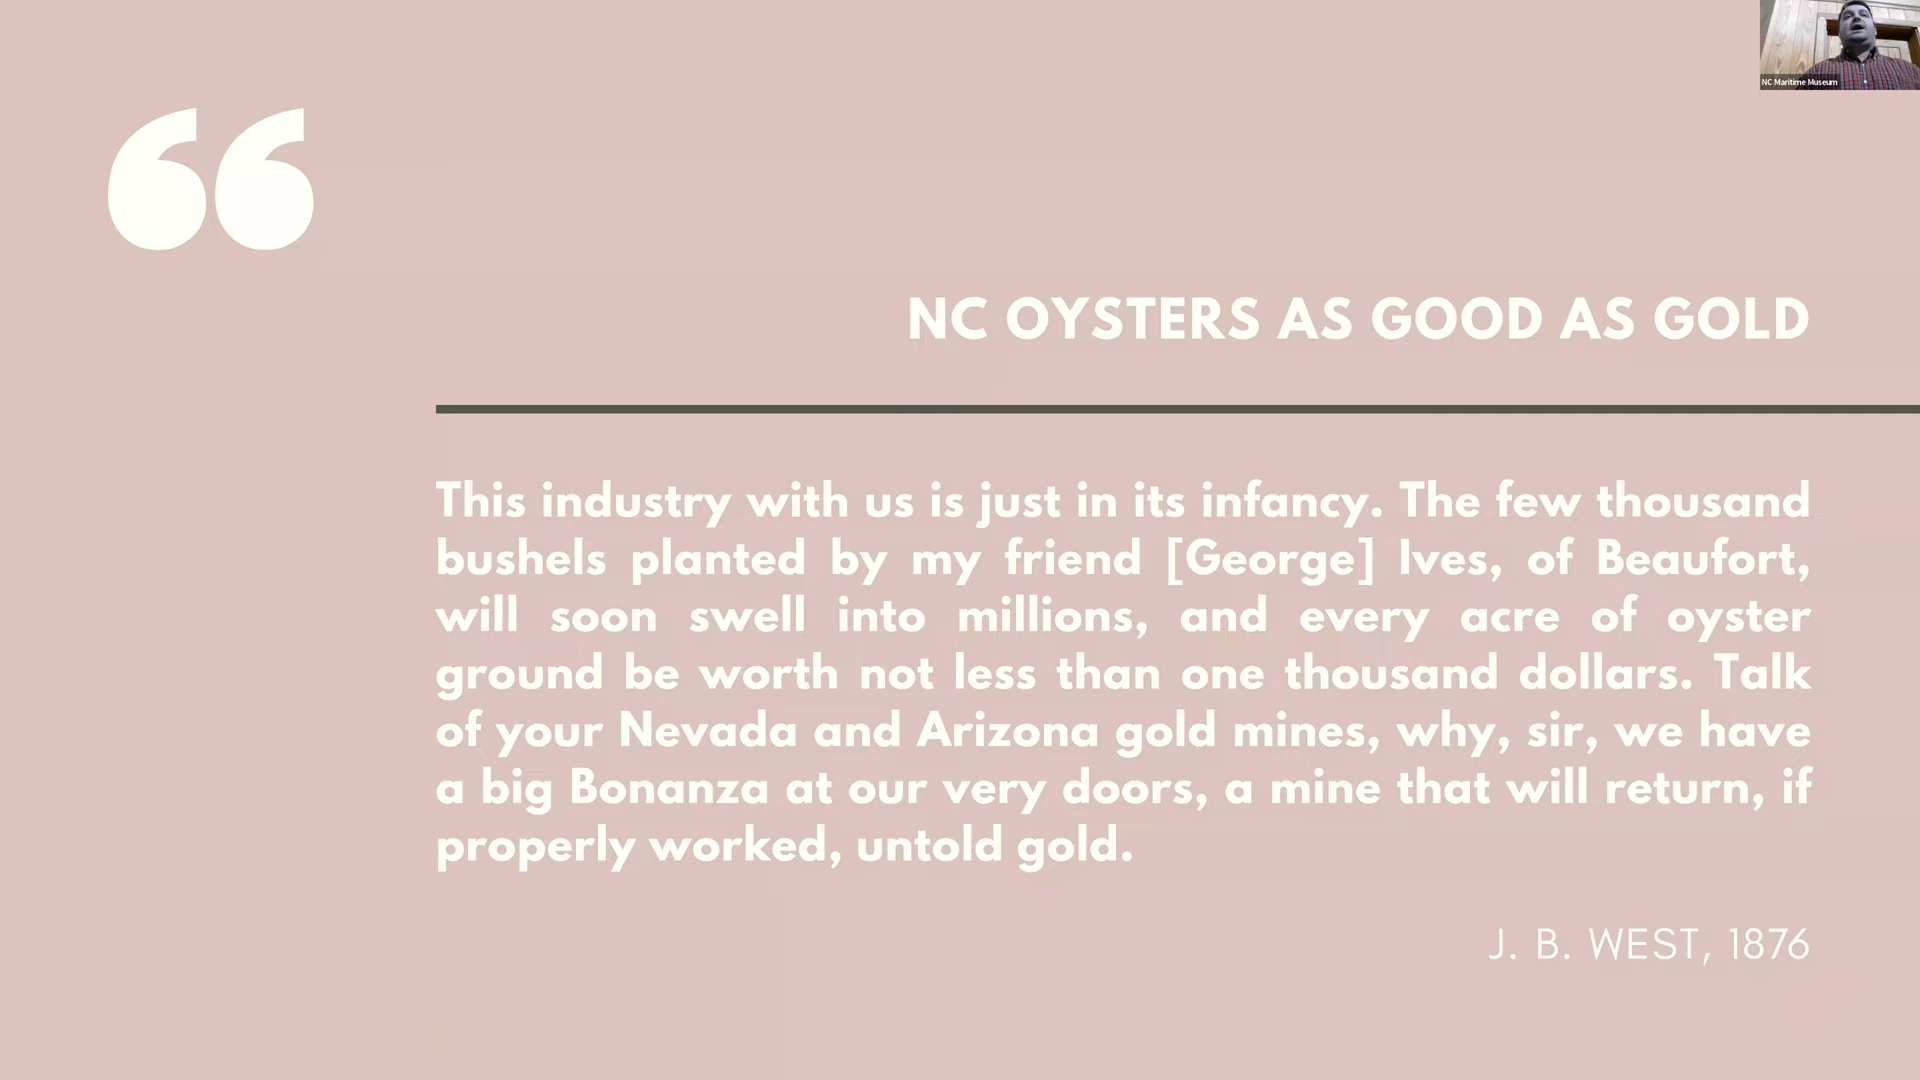 NC Maritime Museum
“
NC OYSTERS AS GOOD AS GOLD
This industry with us is just in its infancy. The few thousand
bushels planted by my friend [George] Ives, of Beaufort,
will soon swell into millions, and every acre of oyster
ground be worth not less than one thousand dollars. Talk
of your Nevada and Arizona gold mines, why, sir, we have
a big Bonanza at our very doors, a mine that will return, if
properly worked, untold gold.
J. B. WEST, 1876